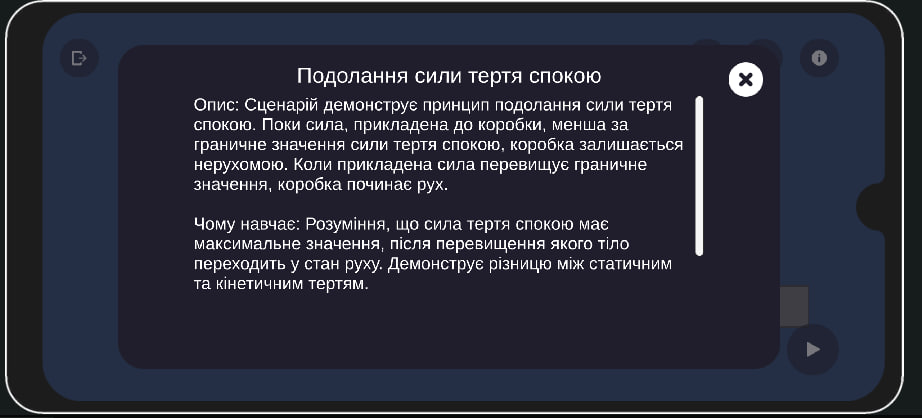 Подолання сили тертя спокою
Опис: Сценарій демонструє принцип подолання сили тертя
спокою. Поки сила, прикладена до коробки, менша за
граничне значення сили тертя спокою, коробка залишається
нерухомою. Коли прикладена сила перевищує граничне
значення, коробка починає рух.
Чому навчає: Розуміння, що сила тертя спокою має
максимальне значення, після перевищення якого тіло
переходить у стан руху. Демонструє різницю між статичним
та кінетичним тертям.